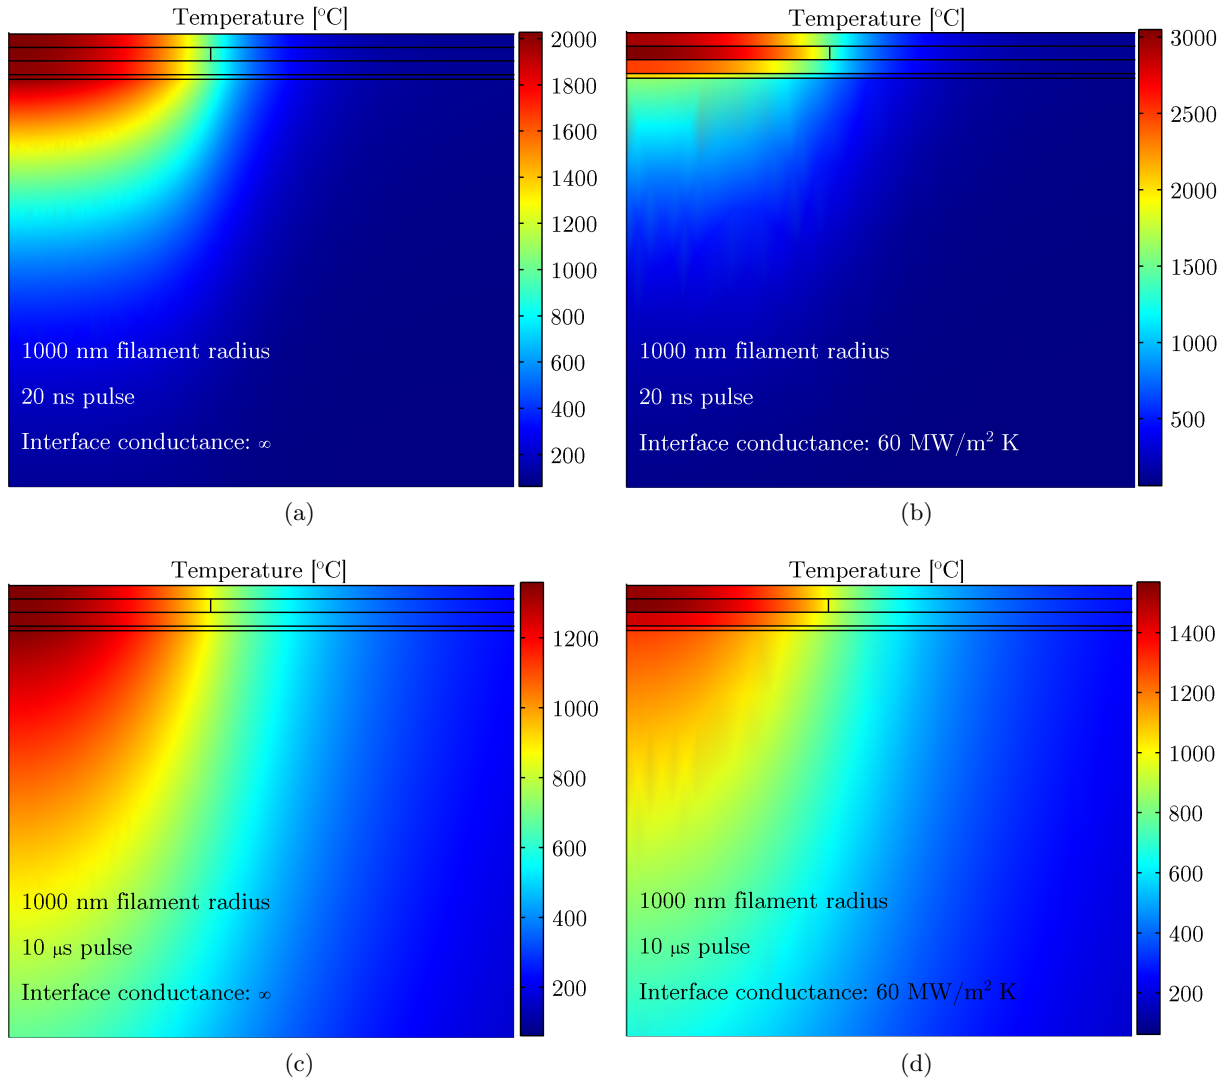 Temperature [°C]
2000
1800
1600
1400
1200
1000
800
600
400
200
1000 nm filament radius
20 ns pulse
Interface conductance: ∞
(a)
Temperature [°C]
3000
2500
2000
1500
1000
500
1000 nm filament radius
20 ns pulse
Interface conductance: 60 MW/m² K
(b)
Temperature [°C]
1200
1000
800
600
400
200
1000 nm filament radius
10 µs pulse
Interface conductance: ∞
(c)
Temperature [°C]
1400
1200
1000
800
600
400
200
1000 nm filament radius
10 µs pulse
Interface conductance: 60 MW/m² K
(d)